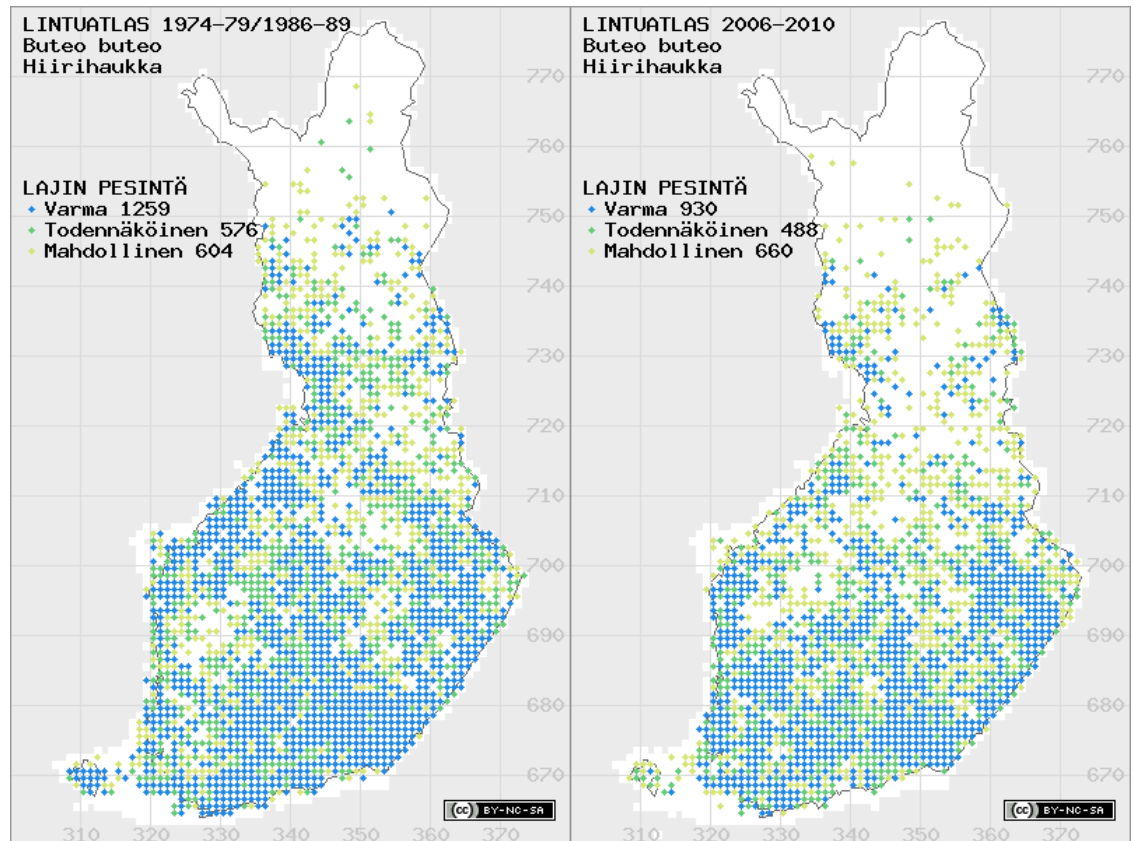 LINTUATLAS 1974-79/1986-89
Buteo buteo
Hiirihaukka
LAJIN PESINTÄ
Varma 1259
Todennäköinen 576
Mahdollinen 604
770
760
750
740
730
720
710
700
690
680
670
310
320
330
340
350
360
370
(cc) BY-NC-SA
LINTUATLAS 2006-2010
Buteo buteo
Hiirihaukka
LAJIN PESINTÄ
Varma 930
Todennäköinen 488
Mahdollinen 660
770
760
750
740
730
720
710
700
690
680
670
310
320
330
340
350
360
370
(cc) BY-NC-SA